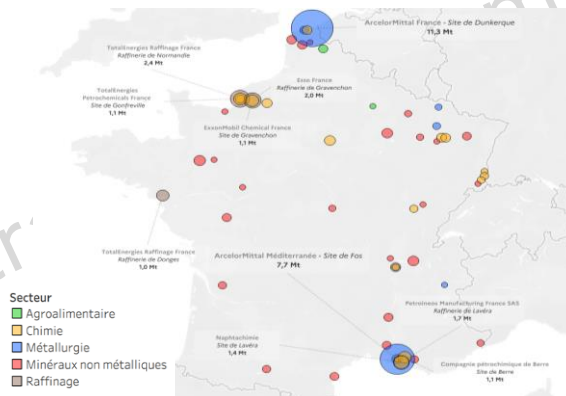 ArcelorMittal France - Site de Dunkerque
11,3 Mt
TotalEnergies Raffinage France
Raffinerie de Normandie
2,4 Mt
TotalEnergies
Petrochemicals France
Site de Gonfreville
1,1 Mt
Esso France
Raffinerie de Gravenchon
2,0 Mt
ExxonMobil Chemical France
Site de Gravenchon
1,1 Mt
TotalEnergies Raffinage France
Raffinerie de Donges
1,0 Mt
ArcelorMittal Méditerranée - Site de Fos
7,7 Mt
Petroineos Manufacturing France SAS
Raffinerie de Lavéra
1,7 Mt
Naphtachimie
Site de Lavéra
1,4 Mt
Compagnie pétrochimique de Berre
Site de Berre
1,1 Mt
Secteur
Agroalimentaire
Chimie
Métallurgie
Minéraux non métalliques
Raffinage